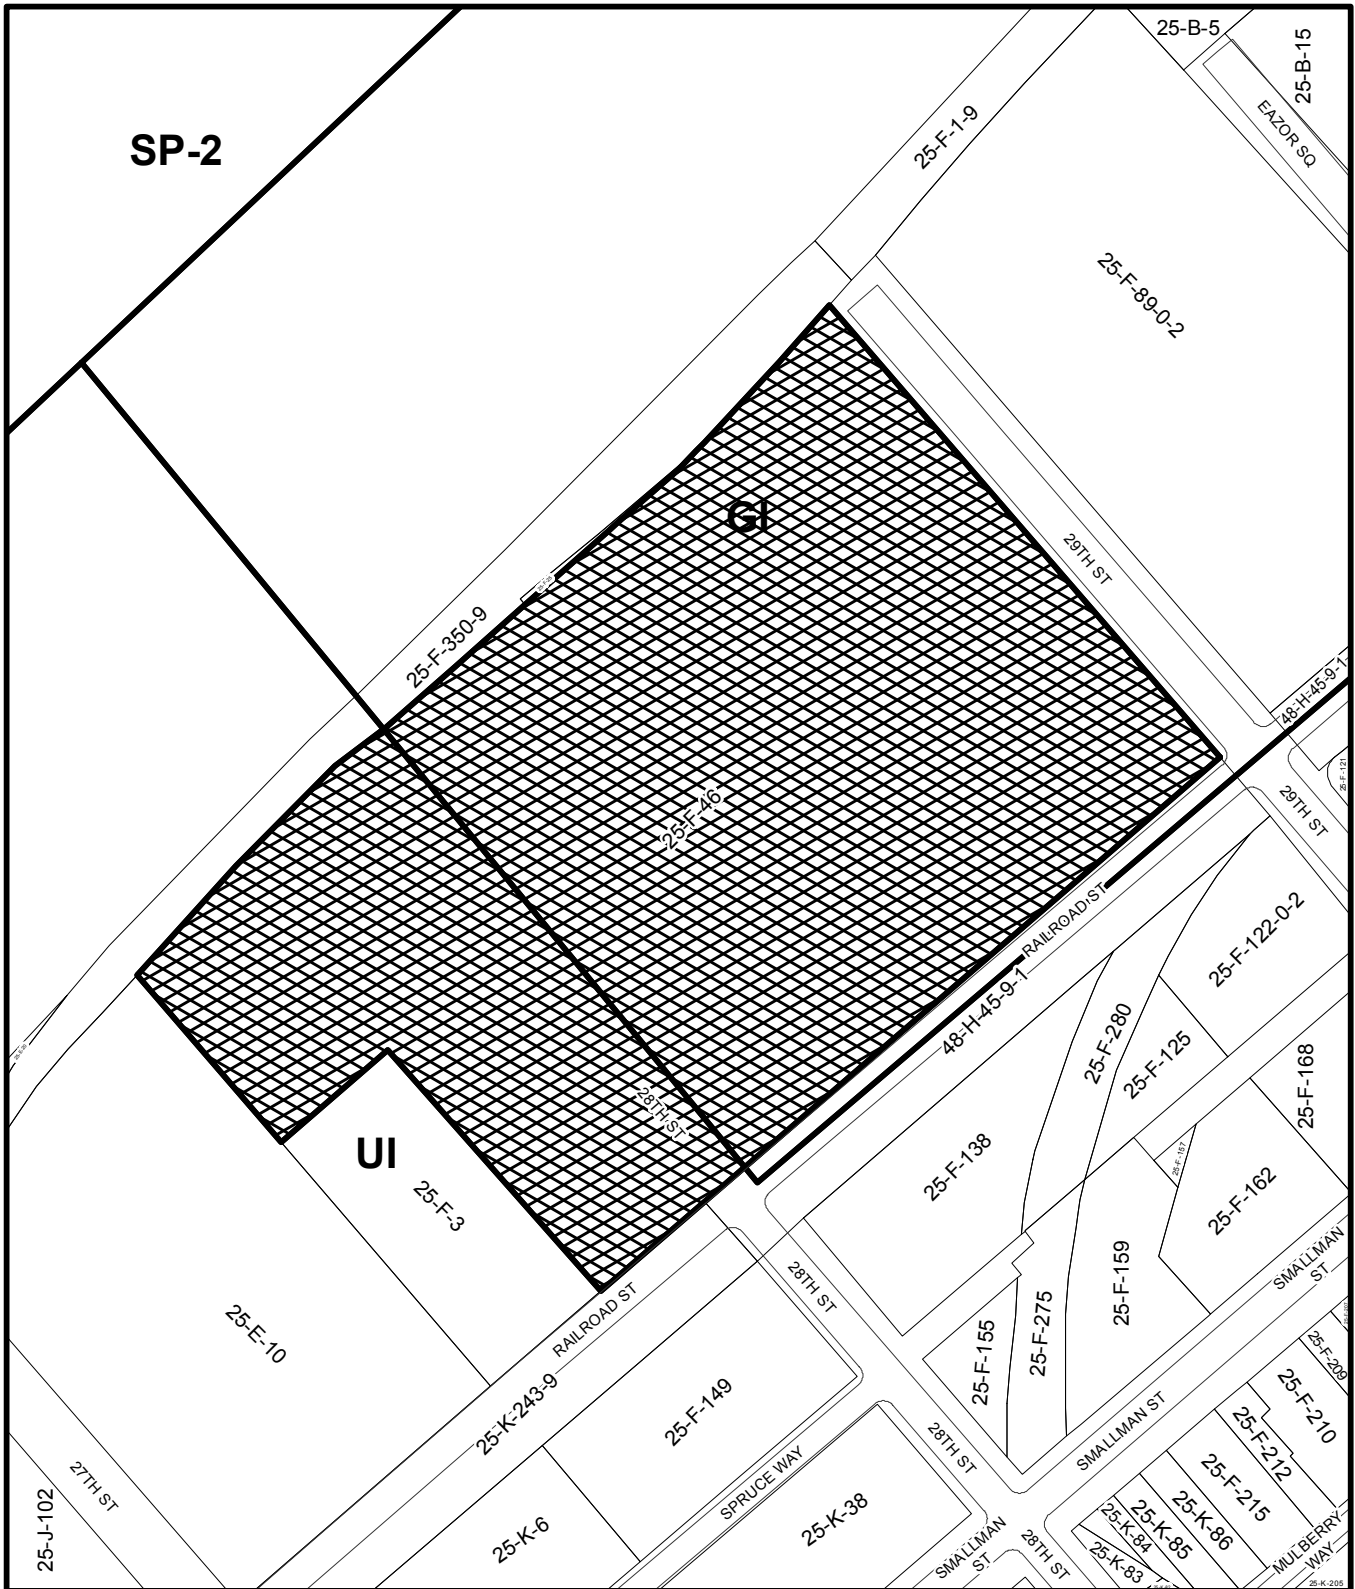 25-B-5
25-B-15
EAZOR SQ
25-F-1-9
SP-2
25-F-89-0-2
GI
29TH ST
25-F-350-9
48-H-45-9-1
25-F-121
29TH ST
25-F-46
RAILROAD ST
25-F-122-0-2
48-H-45-9-1
25-F-280
25-F-125
25-F-168
28TH ST
UI
25-F-138
25-F-157
25-F-162
25-F-3
25-F-159
SMALLMAN
ST
28TH ST
RAILROAD ST
25-E-10
25-F-155
25-F-275
25-F-209
25-K-243-9
25-F-149
25-F-210
28TH ST
SMALLMAN ST
25-F-212
25-F-215
27TH ST
SPRUCE WAY
25-K-38
25-K-86
25-K-85
25-K-84
25-K-83
25-J-102
25-K-6
SMALLMAN
ST
28TH ST
MULBERRY
WAY
25-K-205